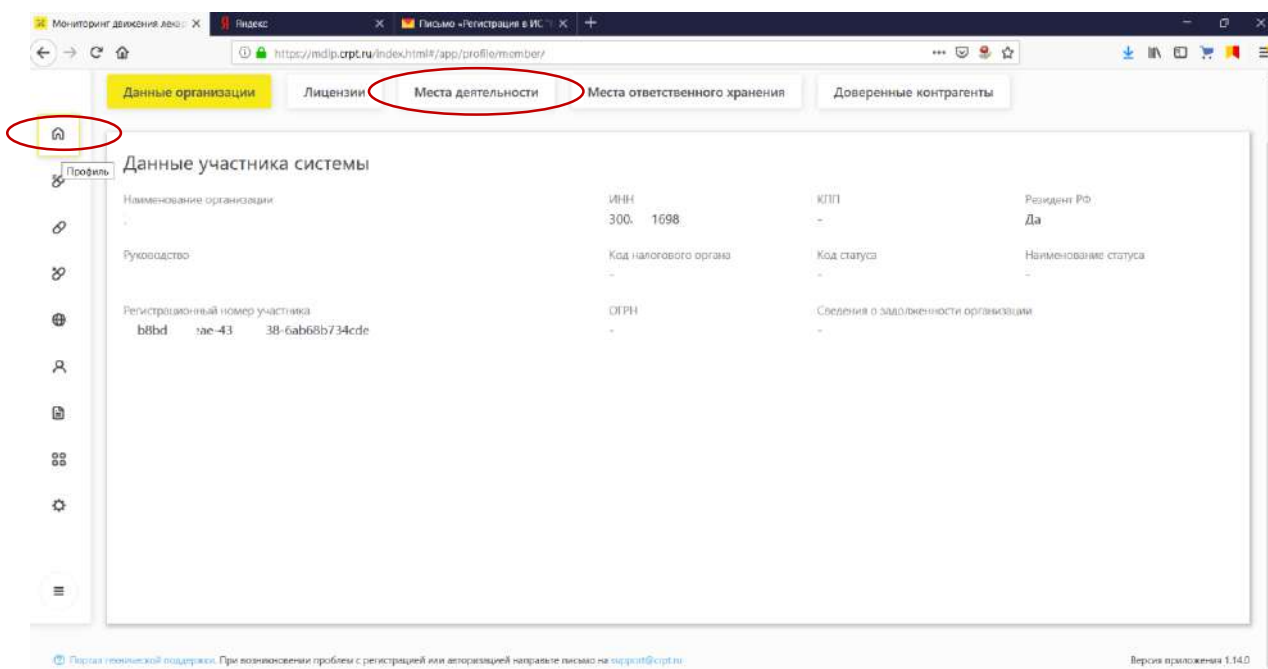 Мониторинг движения лекар
Яндекс
Письмо «Регистрация в ИС
https://mdlp.crpt.ru/index.html#/app/profile/member/
Данные организации
Лицензии
Места деятельности
Места ответственного хранения
Доверенные контрагенты
Профиль
Данные участника системы
Наименование организации
ИНН
КПП
Резидент РФ
300. 1698
-
Да
Руководство
Код налогового органа
Код статуса
Наименование статуса
-
-
-
Регистрационный номер участника
ОГРН
Сведения о задолженности организации
b8bd ae-43 38-6ab68b734cde
-
-
Портал технической поддержки. При возникновении проблем с регистрацией или авторизацией направьте письмо на support@crpt.ru
Версия приложения 1.14.0